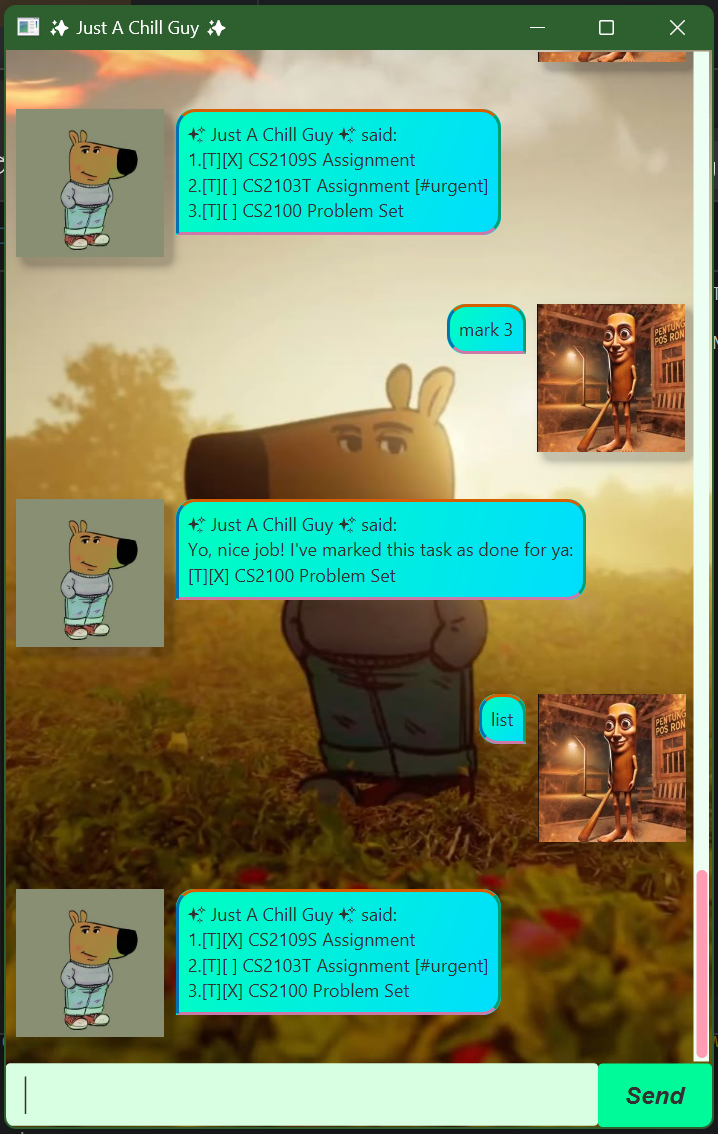 ✨ Just A Chill Guy ✨
✨ Just A Chill Guy ✨ said:
1.[T][X] CS2109S Assignment
2.[T][ ] CS2103T Assignment [#urgent]
3.[T][ ] CS2100 Problem Set
mark 3
PENTUNG
POS RON
✨ Just A Chill Guy ✨ said:
Yo, nice job! I've marked this task as done for ya:
[T][X] CS2100 Problem Set
list
PENTUNG
POS RON
✨ Just A Chill Guy ✨ said:
1.[T][X] CS2109S Assignment
2.[T][ ] CS2103T Assignment [#urgent]
3.[T][X] CS2100 Problem Set
Send